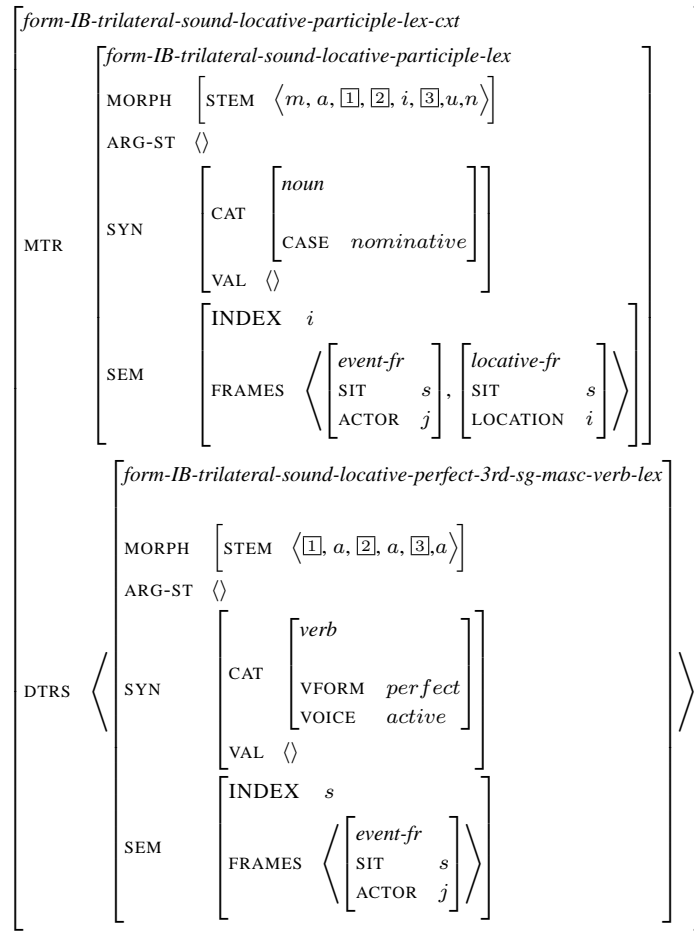 form-IB-trilateral-sound-locative-participle-lex-cxt
form-IB-trilateral-sound-locative-participle-lex
MORPH [STEM ⟨m, a, 1, 2, i, 3,u,n⟩]
ARG-ST ⟨⟩
noun
CAT
SYN
CASE nominative
MTR
VAL ⟨⟩
INDEX i
event-fr locative-fr
SEM FRAMES ⟨ SIT s , SIT s ⟩
ACTOR j LOCATION i
form-IB-trilateral-sound-locative-perfect-3rd-sg-masc-verb-lex
MORPH [STEM ⟨1, a, 2, a, 3,a⟩]
ARG-ST ⟨⟩
verb
CAT
DTRS ⟨ SYN VFORM perfect ⟩
VOICE active
VAL ⟨⟩
INDEX s
event-fr
SEM FRAMES ⟨ SIT s ⟩
ACTOR j